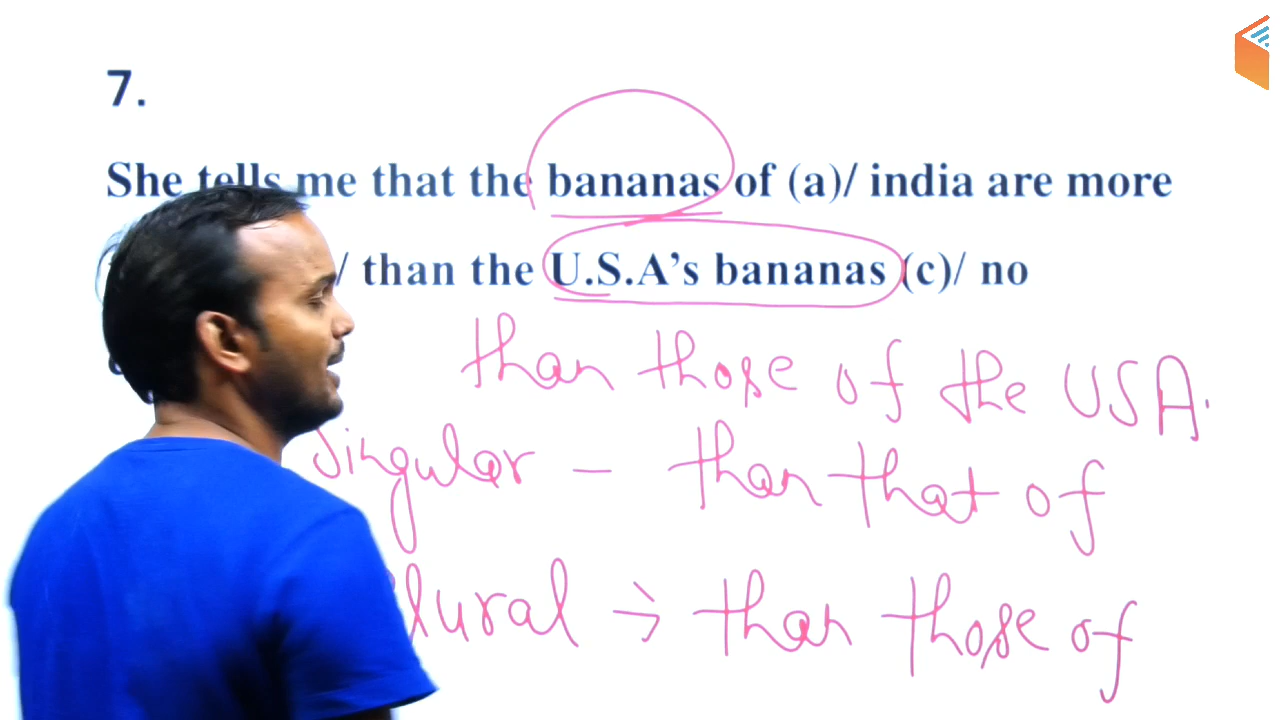 7.
She tells me that the bananas of (a)/ india are more
/ than the U.S.A's bananas (c)/ no
than those of the USA.
Singular - than that of
Plural → than those of